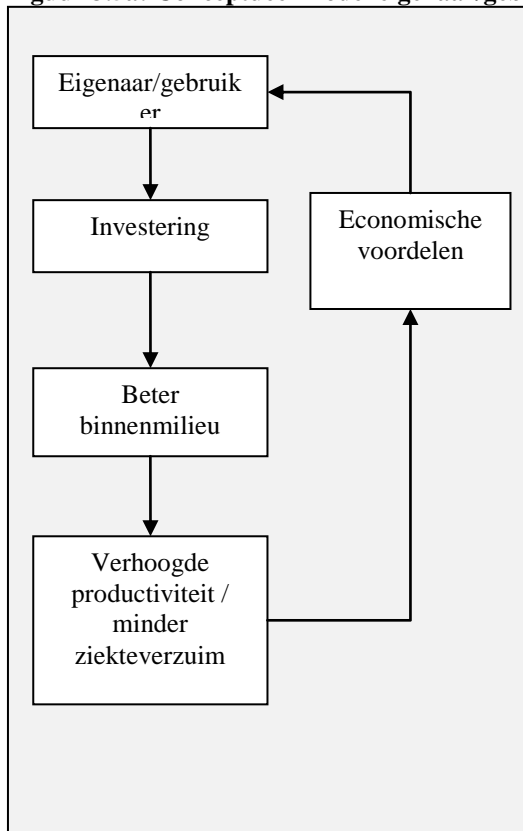 Eigenaar/gebruik
er
Investering
Economische
voordelen
Beter
binnenmilieu
Verhoogde
productiviteit /
minder
ziekteverzuim